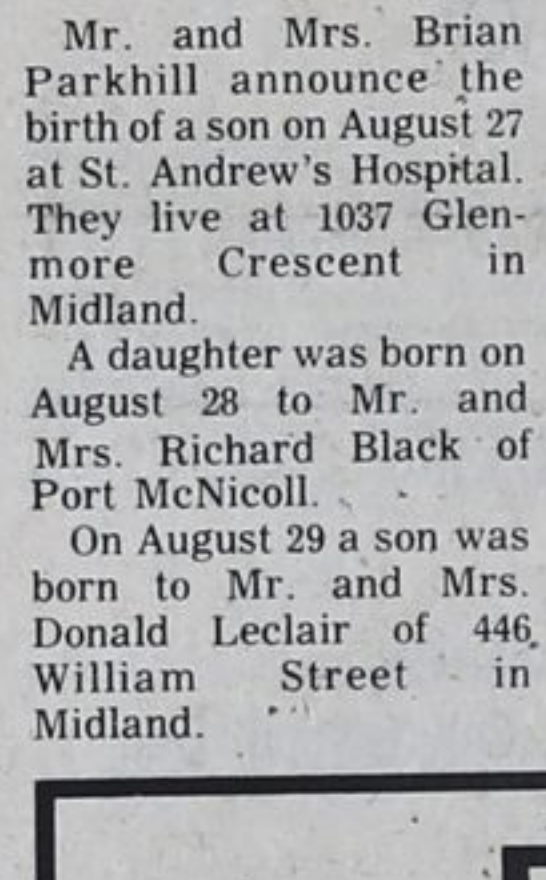 Mr. and Mrs. Brian
Parkhill announce the
birth of a son on August 27
at St. Andrew's Hospital.
They live at 1037 Glen-
more Crescent in
Midland.
A daughter was born on
August 28 to Mr. and
Mrs. Richard Black of
Port McNicoll.
On August 29 a son was
born to Mr. and Mrs.
Donald Leclair of 446
William Street in
Midland.